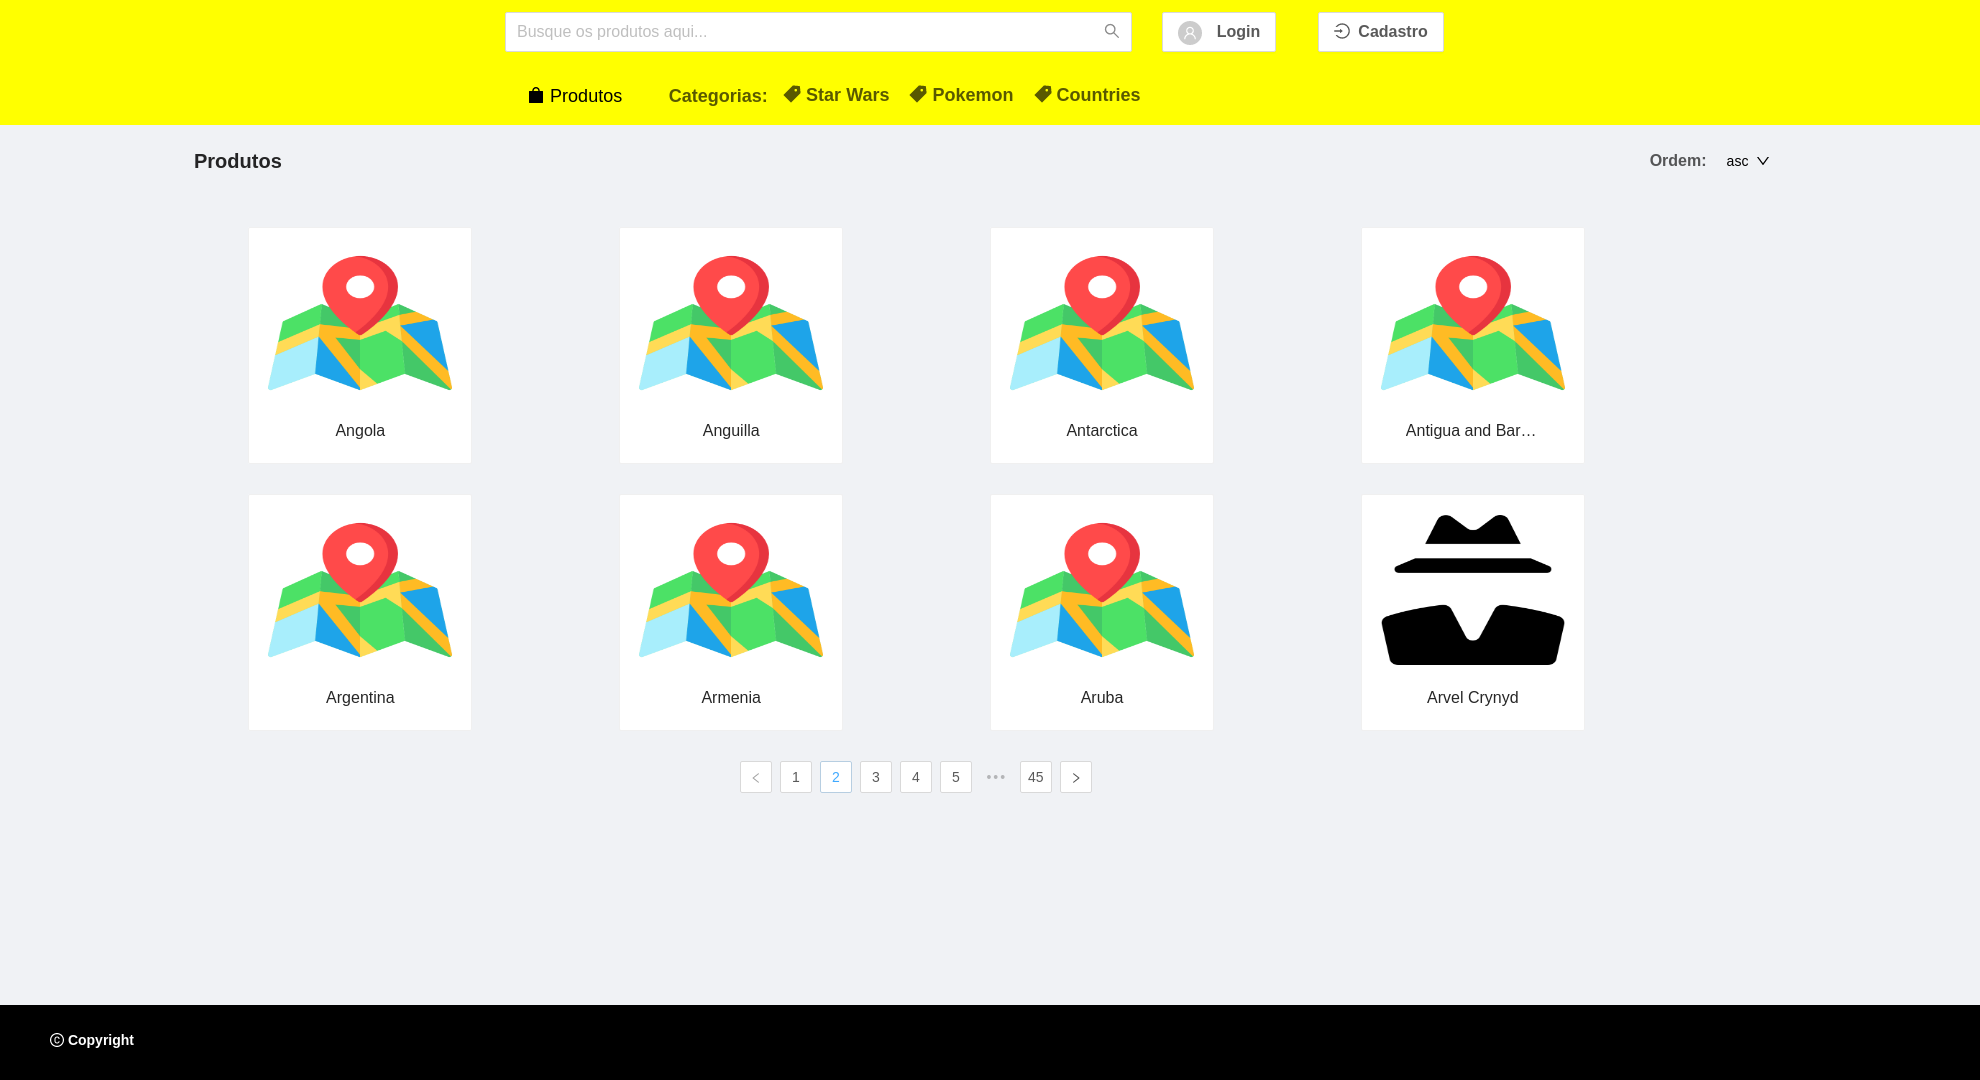 Busque os produtos aqui...
Login
Cadastro
Produtos
Categorias:
Star Wars
Pokemon
Countries
Produtos
Ordem:
asc
Angola
Anguilla
Antarctica
Antigua and Bar…
Argentina
Armenia
Aruba
Arvel Crynyd
1
2
3
4
5
•••
45
© Copyright